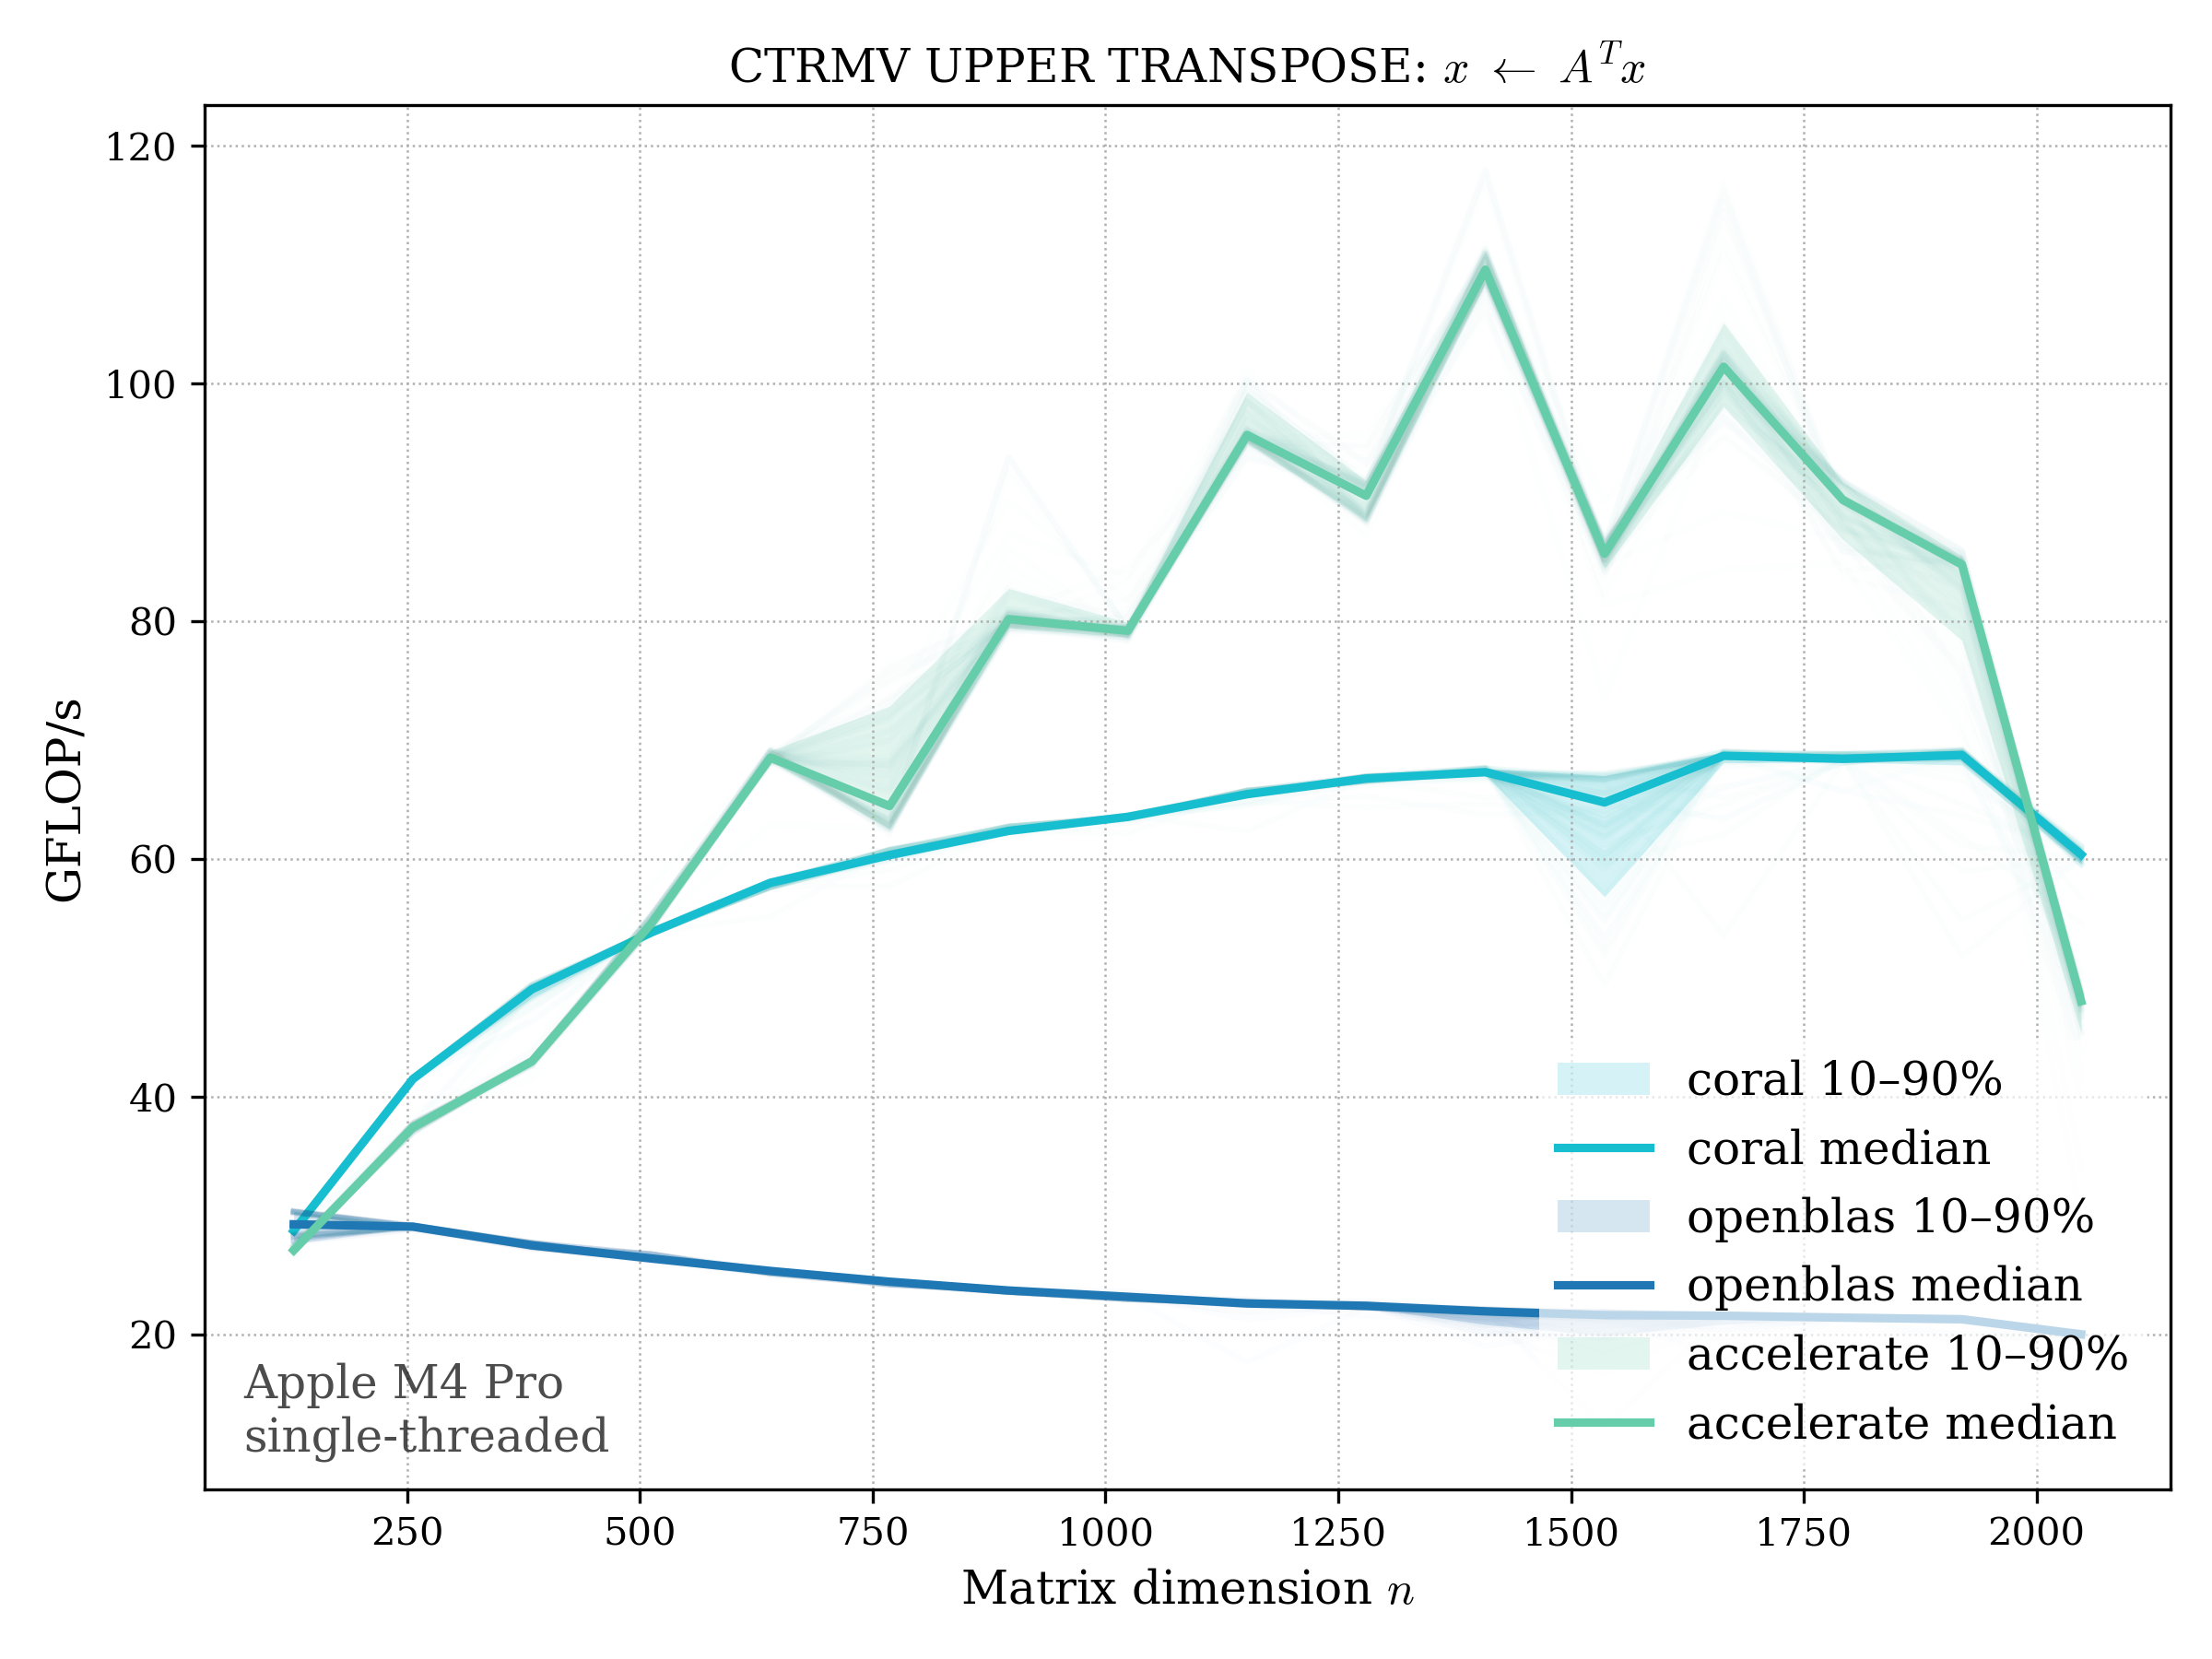 CTRMV UPPER TRANSPOSE: x ← Aᵀx
120
100
80
60
40
20
GFLOP/s
coral 10–90%
coral median
openblas 10–90%
openblas median
accelerate 10–90%
accelerate median
Apple M4 Pro
single-threaded
250 500 750 1000 1250 1500 1750 2000
Matrix dimension n